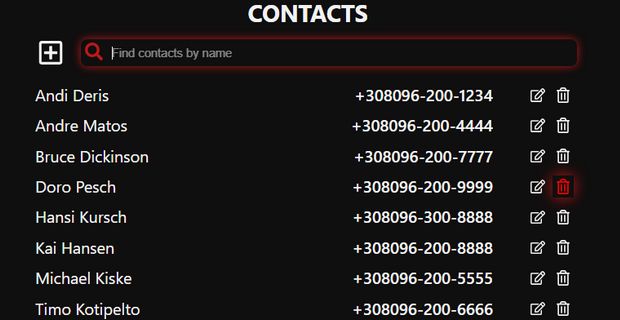 CONTACTS
Find contacts by name
Andi Deris +308096-200-1234
Andre Matos +308096-200-4444
Bruce Dickinson +308096-200-7777
Doro Pesch +308096-200-9999
Hansi Kursch +308096-300-8888
Kai Hansen +308096-200-8888
Michael Kiske +308096-200-5555
Timo Kotipelto +308096-200-6666